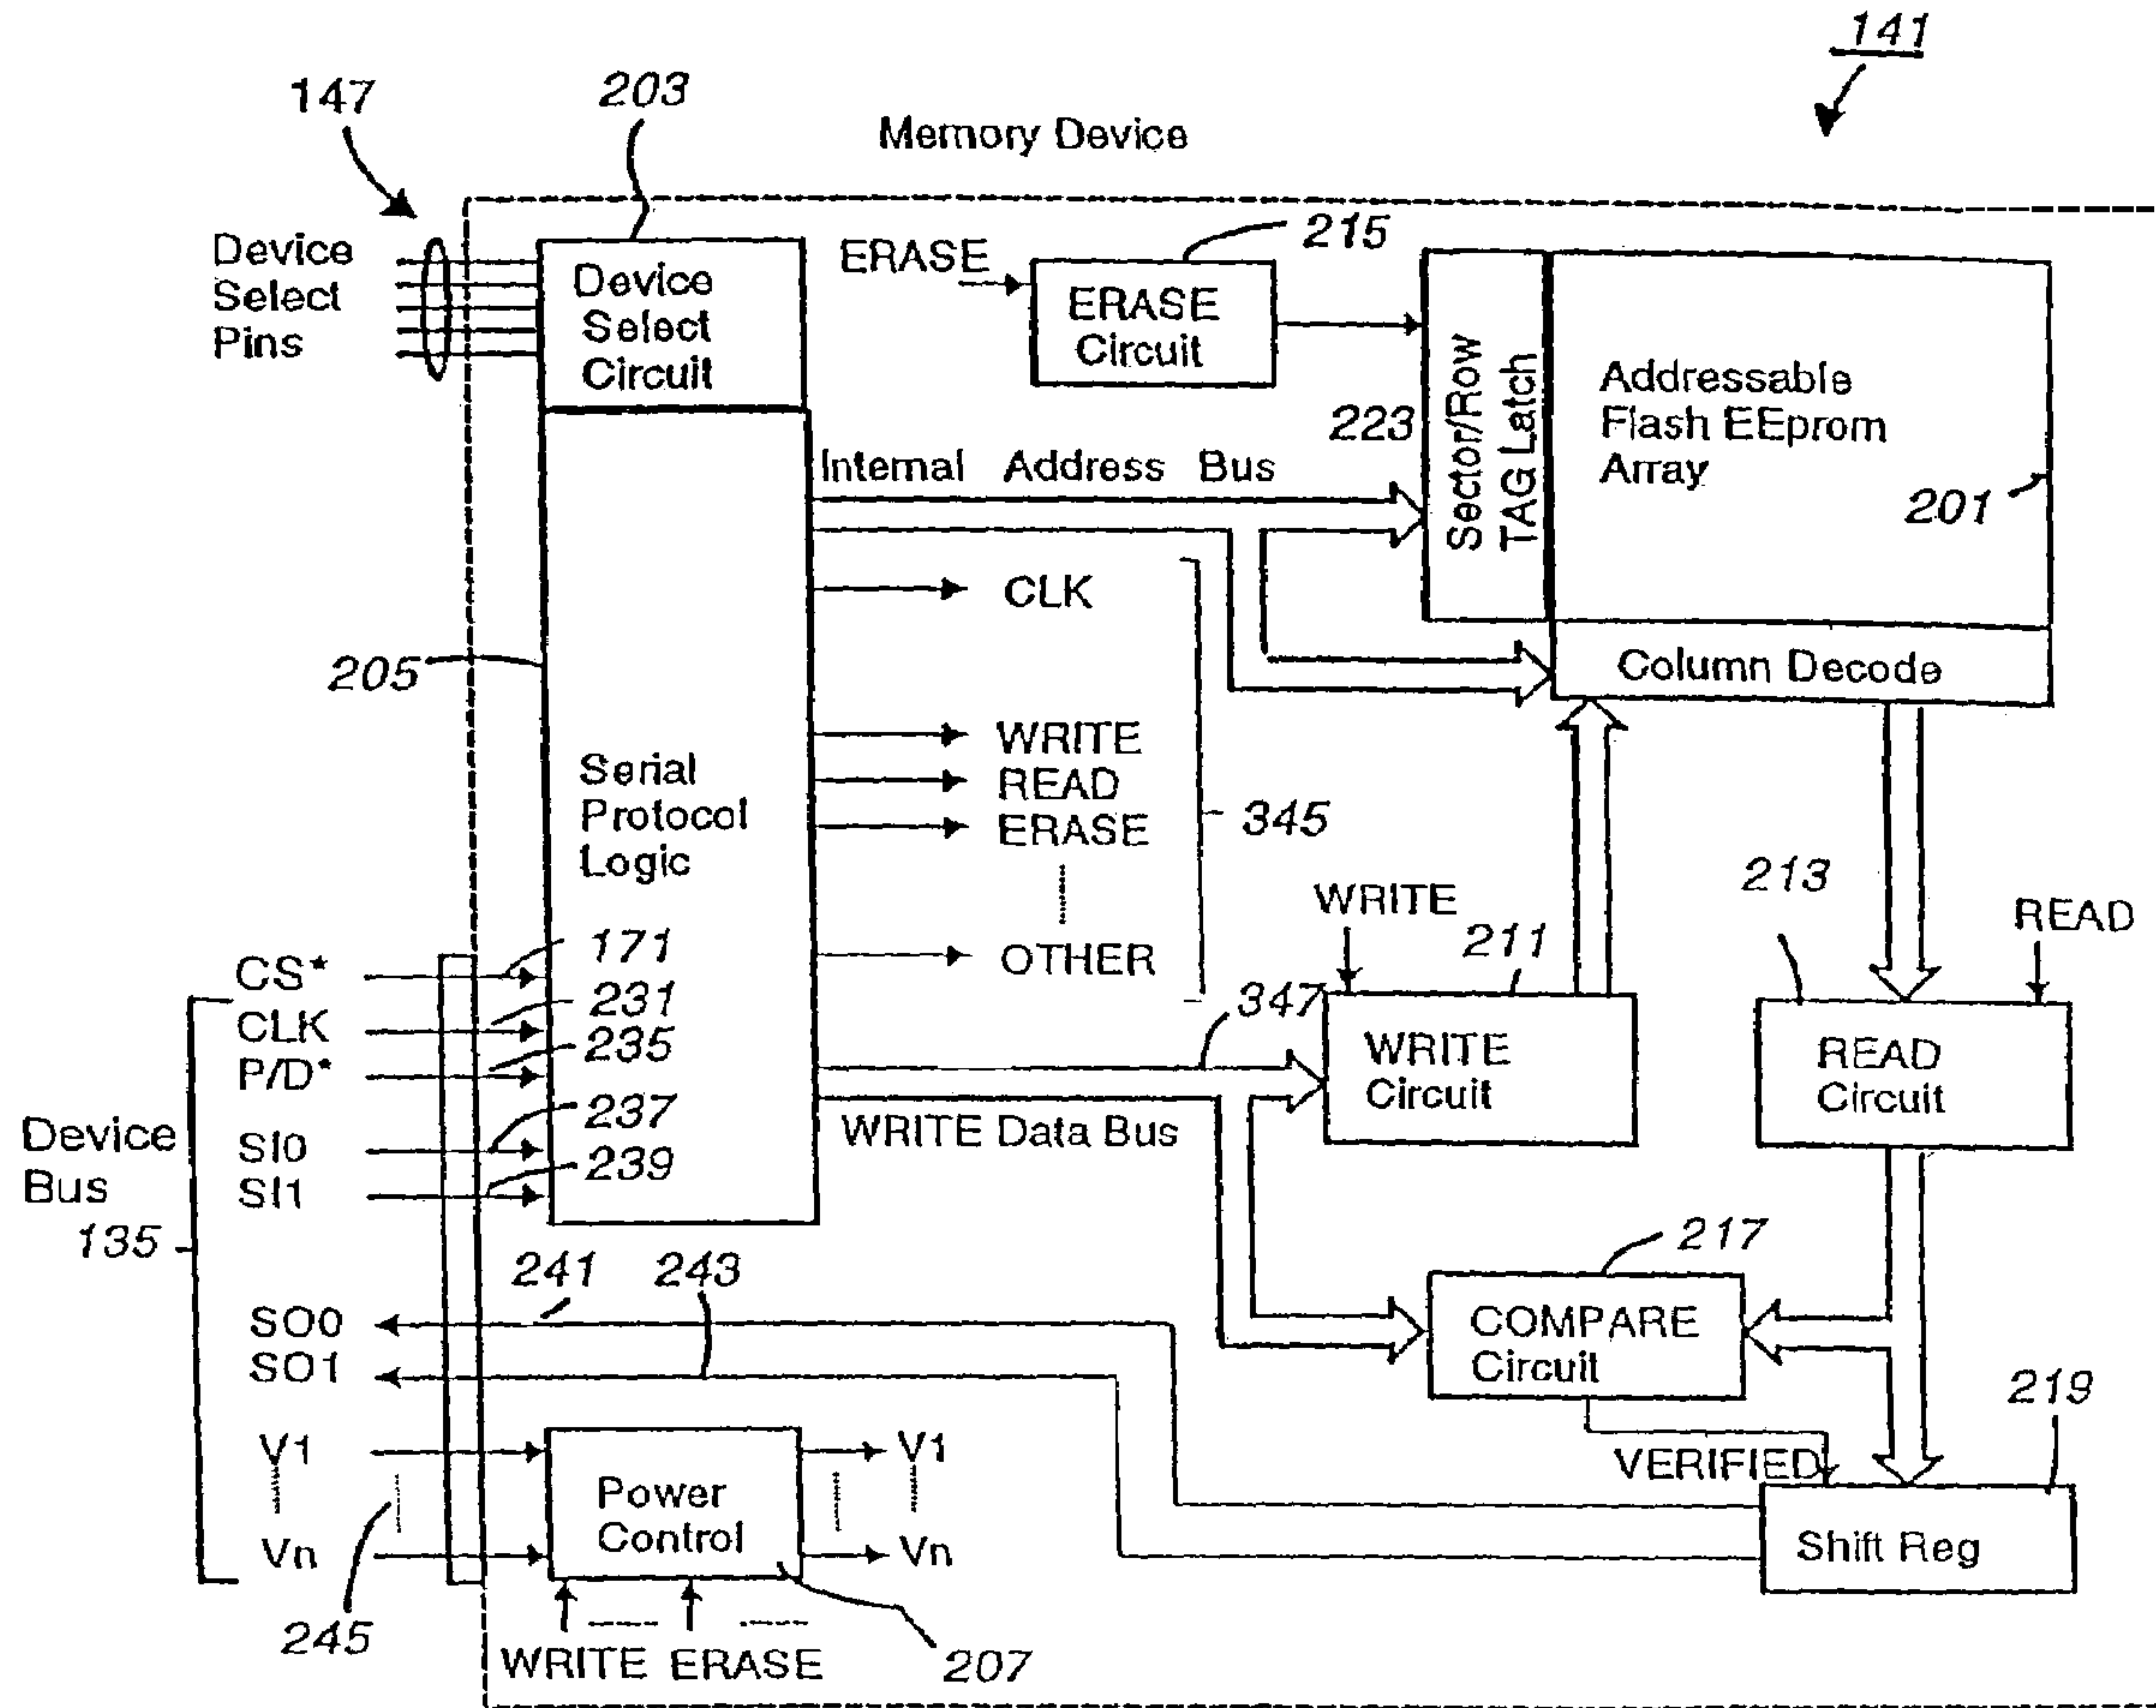 141
147
203
Memory Device
Device
Select
Pins
Device
Select
Circuit
ERASE
215
ERASE
Circuit
223
Sector/Row
TAG Latch
Addressable
Flash EEprom
Array
201
Internal Address Bus
CLK
205
Column Decode
Serial
Protocol
Logic
WRITE
READ
ERASE
OTHER
345
WRITE
211
213
READ
CS*
171
CLK
231
P/D*
235
SI0
237
SI1
239
Device
Bus
135
347
WRITE
Circuit
READ
Circuit
WRITE Data Bus
217
COMPARE
Circuit
241
243
SO0
SO1
219
VERIFIED
V1
Vn
245
Power
Control
V1
Vn
Shift Reg
WRITE ERASE
207